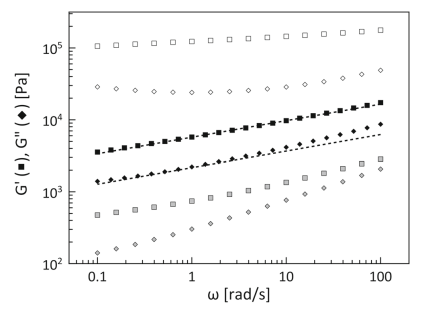 G' (■), G" (◆) [Pa]
10⁵
10⁴
10³
10²
0.1 1 10 100
ω [rad/s]